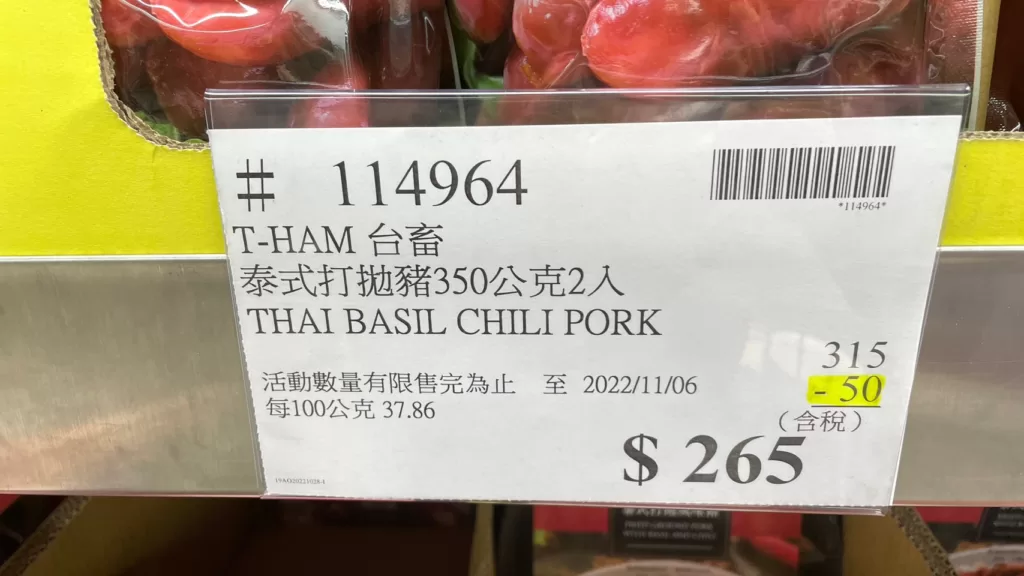 # 114964
*114964*
T-HAM 台畜
泰式打拋豬350公克2入
THAI BASIL CHILI PORK
315
- 50
活動數量有限售完為止 至 2022/11/06
每100公克 37.86
(含稅)
$ 265